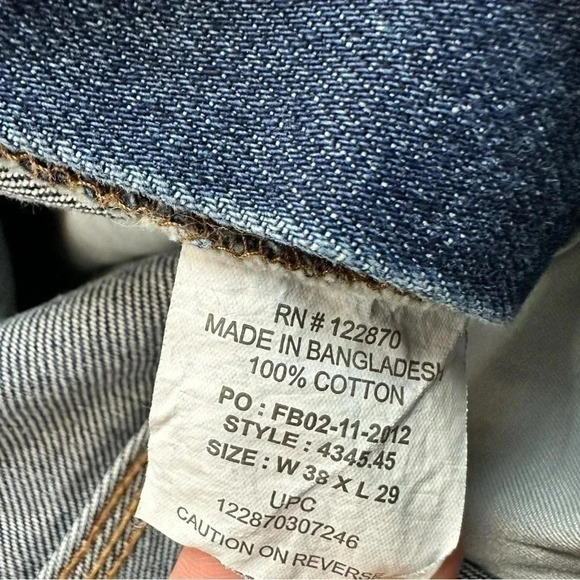 RN # 122870
MADE IN BANGLADESH
100% COTTON
PO : FB02-11-2012
STYLE : 4345.45
SIZE : W 38 X L 29
UPC
122870307246
CAUTION ON REVERSE